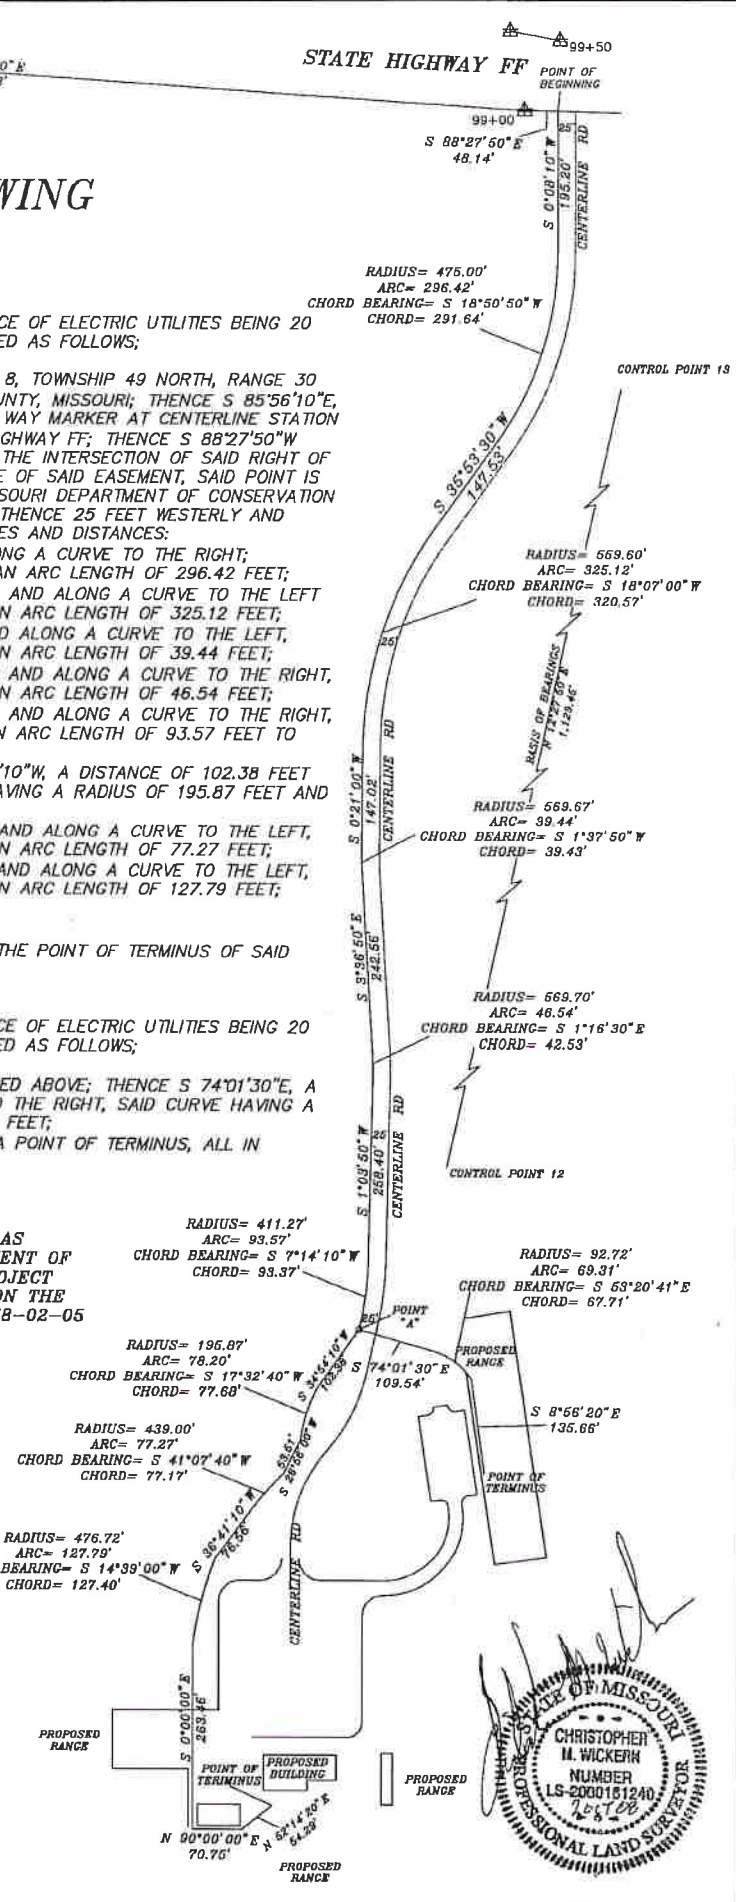 0" E
STATE HIGHWAY FF
99+50
POINT OF
BEGINNING
99+00
S 88°27'50" E
48.14'
25'
S 0°08'10" W
195.20'
CENTERLINE RD
WING
RADIUS= 475.00'
ARC= 296.42'
CHORD BEARING= S 18°50'50" W
CHORD= 291.64'
CE OF ELECTRIC UTILITIES BEING 20
ED AS FOLLOWS;
8, TOWNSHIP 49 NORTH, RANGE 30
UNTY, MISSOURI; THENCE S 85°56'10"E,
WAY MARKER AT CENTERLINE STATION
GHWAY FF; THENCE S 88°27'50"W
THE INTERSECTION OF SAID RIGHT OF
E OF SAID EASEMENT, SAID POINT IS
SOURI DEPARTMENT OF CONSERVATION
THENCE 25 FEET WESTERLY AND
ES AND DISTANCES:
NG A CURVE TO THE RIGHT;
AN ARC LENGTH OF 296.42 FEET;
AND ALONG A CURVE TO THE LEFT
N ARC LENGTH OF 325.12 FEET;
D ALONG A CURVE TO THE LEFT,
N ARC LENGTH OF 39.44 FEET;
AND ALONG A CURVE TO THE RIGHT,
N ARC LENGTH OF 46.54 FEET;
AND ALONG A CURVE TO THE RIGHT,
N ARC LENGTH OF 93.57 FEET TO
'10"W, A DISTANCE OF 102.38 FEET
AVING A RADIUS OF 195.87 FEET AND
AND ALONG A CURVE TO THE LEFT,
N ARC LENGTH OF 77.27 FEET;
AND ALONG A CURVE TO THE LEFT,
N ARC LENGTH OF 127.79 FEET;
THE POINT OF TERMINUS OF SAID
CE OF ELECTRIC UTILITIES BEING 20
ED AS FOLLOWS;
ED ABOVE; THENCE S 74°01'30"E, A
O THE RIGHT, SAID CURVE HAVING A
FEET;
A POINT OF TERMINUS, ALL IN
AS
ENT OF
OJECT
ON THE
8-02-05
CONTROL POINT 13
S 35°53'30" W
147.53'
RADIUS= 569.60'
ARC= 325.12'
CHORD BEARING= S 18°07'00" W
CHORD= 320.57'
25'
BASIS OF BEARINGS
N 12°27'50" E
1,129.46'
S 0°21'00" W
147.02'
CENTERLINE RD
RADIUS= 569.67'
ARC= 39.44'
CHORD BEARING= S 1°37'50" W
CHORD= 39.43'
S 3°36'50" E
242.56'
RADIUS= 569.70'
ARC= 46.54'
CHORD BEARING= S 1°16'30" E
CHORD= 42.53'
25'
S 1°03'50" W
258.40'
CENTERLINE RD
CONTROL POINT 12
RADIUS= 411.27'
ARC= 93.57'
CHORD BEARING= S 7°14'10" W
CHORD= 93.37'
RADIUS= 92.72'
ARC= 69.31'
CHORD BEARING= S 53°20'41" E
CHORD= 67.71'
25'
POINT
"A"
RADIUS= 195.87'
ARC= 78.20'
CHORD BEARING= S 17°32'40" W
CHORD= 77.68'
S 34°54'10" W
102.38
S 74°01'30" E
109.54'
PROPOSED
RANGE
S 8°56'20" E
135.66'
RADIUS= 439.00'
ARC= 77.27'
CHORD BEARING= S 41°07'40" W
CHORD= 77.17'
53.61'
S 28°56'00" W
POINT OF
TERMINUS
S 36°41'10" W
76.56'
RADIUS= 476.72'
ARC= 127.79'
BEARING= S 14°39'00" W
CHORD= 127.40'
CENTERLINE RD
S 0°00'00" E
263.46'
PROPOSED
RANGE
POINT OF
TERMINUS
PROPOSED
BUILDING
PROPOSED
RANGE
N 90°00'00" E
70.75'
N 52°14'20" E
54.29'
PROPOSED
RANGE
STATE OF MISSOURI
CHRISTOPHER
M. WICKERN
NUMBER
LS-2000161240
PROFESSIONAL LAND SURVEYOR